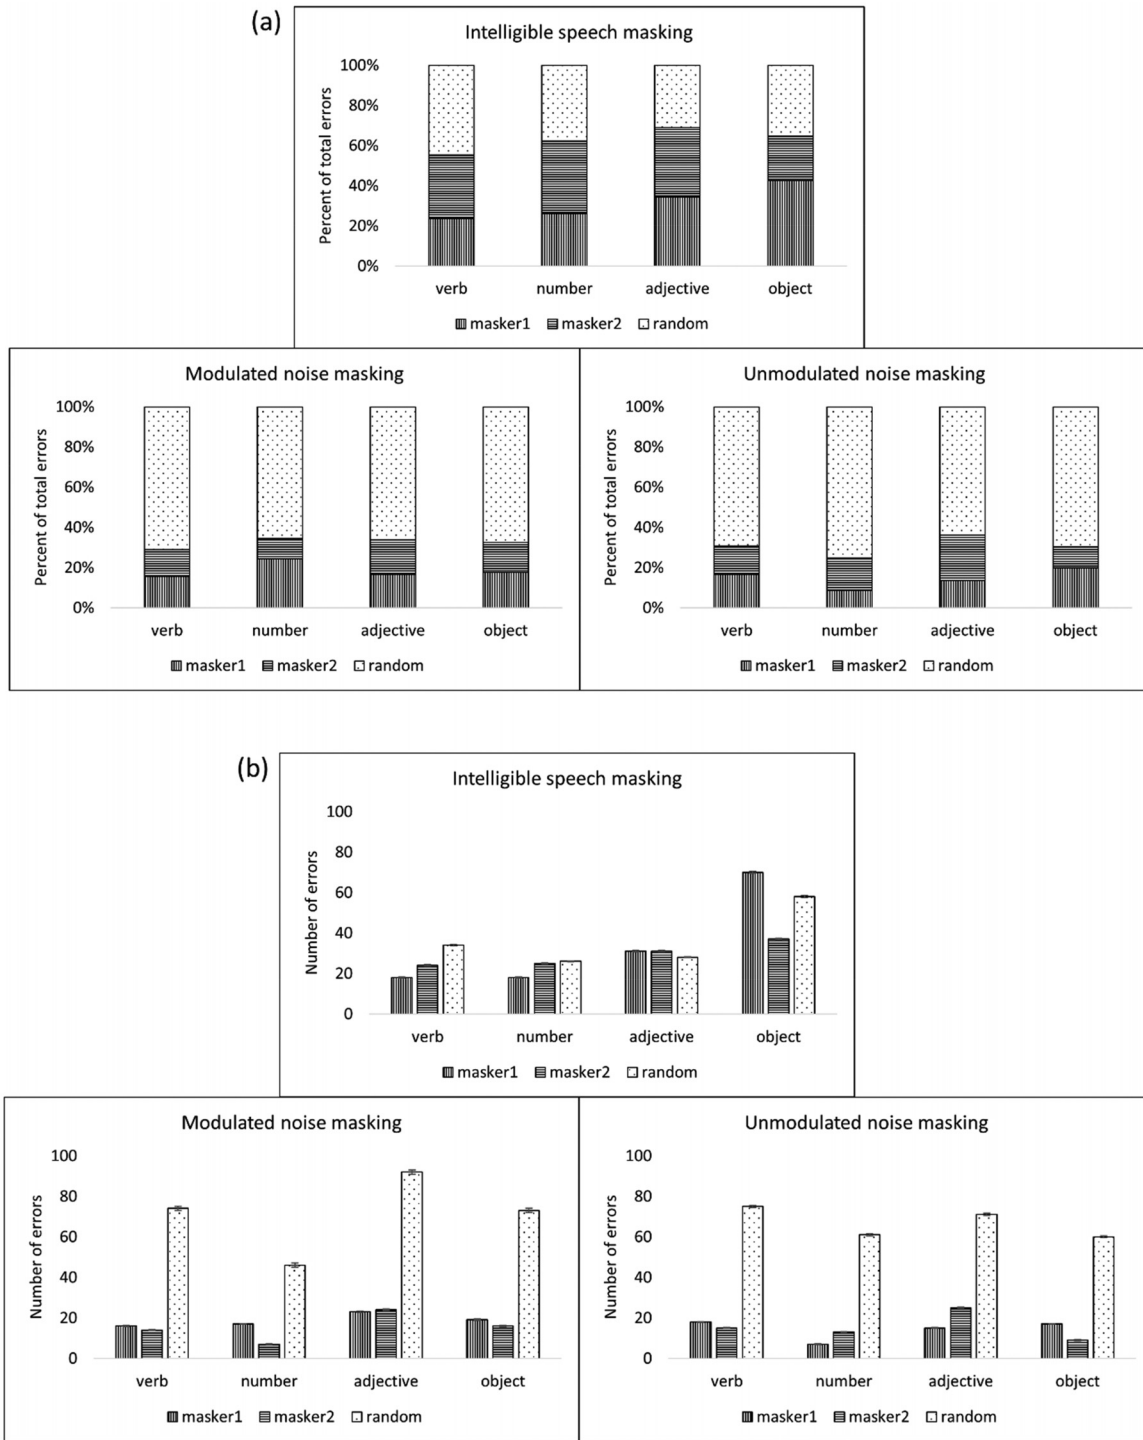 (a)
Intelligible speech masking
Percent of total errors
100%
80%
60%
40%
20%
0%
verb number adjective object
masker1 masker2 random
Modulated noise masking
Percent of total errors
100%
80%
60%
40%
20%
0%
verb number adjective object
masker1 masker2 random
Unmodulated noise masking
Percent of total errors
100%
80%
60%
40%
20%
0%
verb number adjective object
masker1 masker2 random
(b)
Intelligible speech masking
Number of errors
100
80
60
40
20
0
verb number adjective object
masker1 masker2 random
Modulated noise masking
Number of errors
100
80
60
40
20
0
verb number adjective object
masker1 masker2 random
Unmodulated noise masking
Number of errors
100
80
60
40
20
0
verb number adjective object
masker1 masker2 random